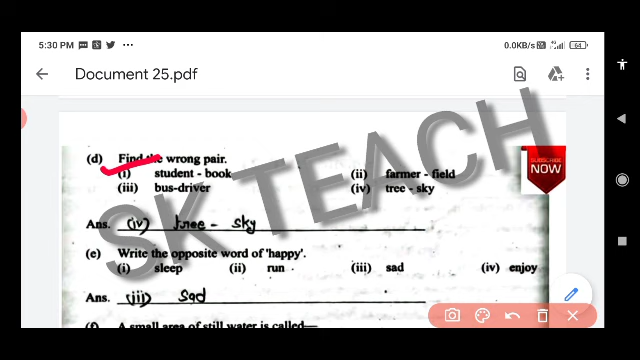 5:30 PM
0.0KB/s
64
Document 25.pdf
SK TEACH
(d) Find the wrong pair.
(i) student - book (ii) farmer - field
(iii) bus-driver (iv) tree - sky
SUBSCRIBE
NOW
Ans. (iv) tree - sky
(e) Write the opposite word of 'happy'.
(i) sleep (ii) run (iii) sad (iv) enjoy
Ans. (iii) sad
(f) A small area of still water is called—